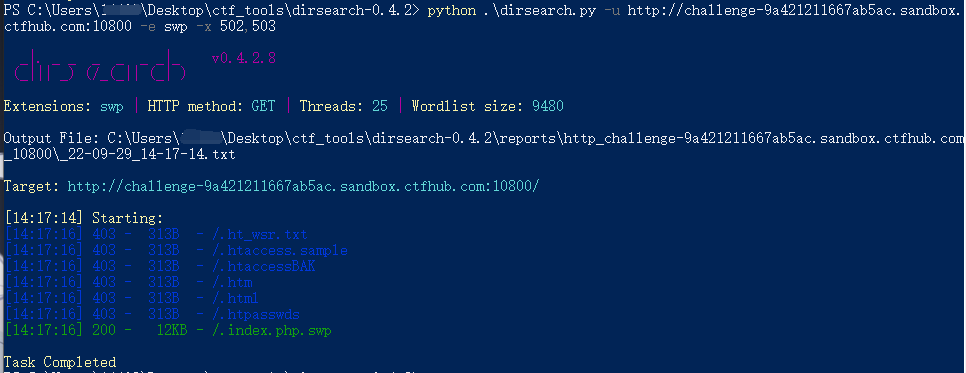 PS C:\Users\1\Desktop\ctf_tools\dirsearch-0.4.2> python .\dirsearch.py -u http://challenge-9a421211667ab5ac.sandbox.
ctfhub.com:10800 -e swp -x 502,503
dirsearch v0.4.2.8
Extensions: swp | HTTP method: GET | Threads: 25 | Wordlist size: 9480
Output File: C:\Users\\Desktop\ctf_tools\dirsearch-0.4.2\reports\http_challenge-9a421211667ab5ac.sandbox.ctfhub.com
_10800\_22-09-29_14-17-14.txt
Target: http://challenge-9a421211667ab5ac.sandbox.ctfhub.com:10800/
[14:17:14] Starting:
[14:17:16] 403 - 313B - /.ht_wsr.txt
[14:17:16] 403 - 313B - /.htaccess.sample
[14:17:16] 403 - 313B - /.htaccessBAK
[14:17:16] 403 - 313B - /.htm
[14:17:16] 403 - 313B - /.html
[14:17:16] 403 - 313B - /.htpasswds
[14:17:16] 200 - 12KB - /.index.php.swp
Task Completed